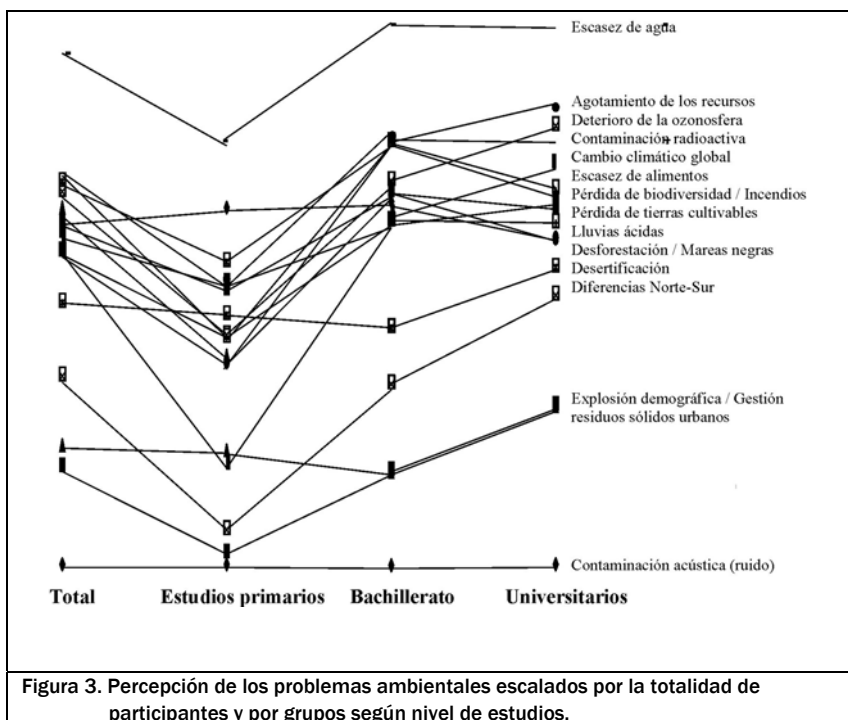 Escasez de agua
Agotamiento de los recursos
Deterioro de la ozonosfera
Contaminación radioactiva
Cambio climático global
Escasez de alimentos
Pérdida de biodiversidad / Incendios
Pérdida de tierras cultivables
Lluvias ácidas
Desforestación / Mareas negras
Desertificación
Diferencias Norte-Sur
Explosión demográfica / Gestión
residuos sólidos urbanos
Contaminación acústica (ruido)
Total Estudios primarios Bachillerato Universitarios
Figura 3. Percepción de los problemas ambientales escalados por la totalidad de
participantes y por grupos según nivel de estudios.